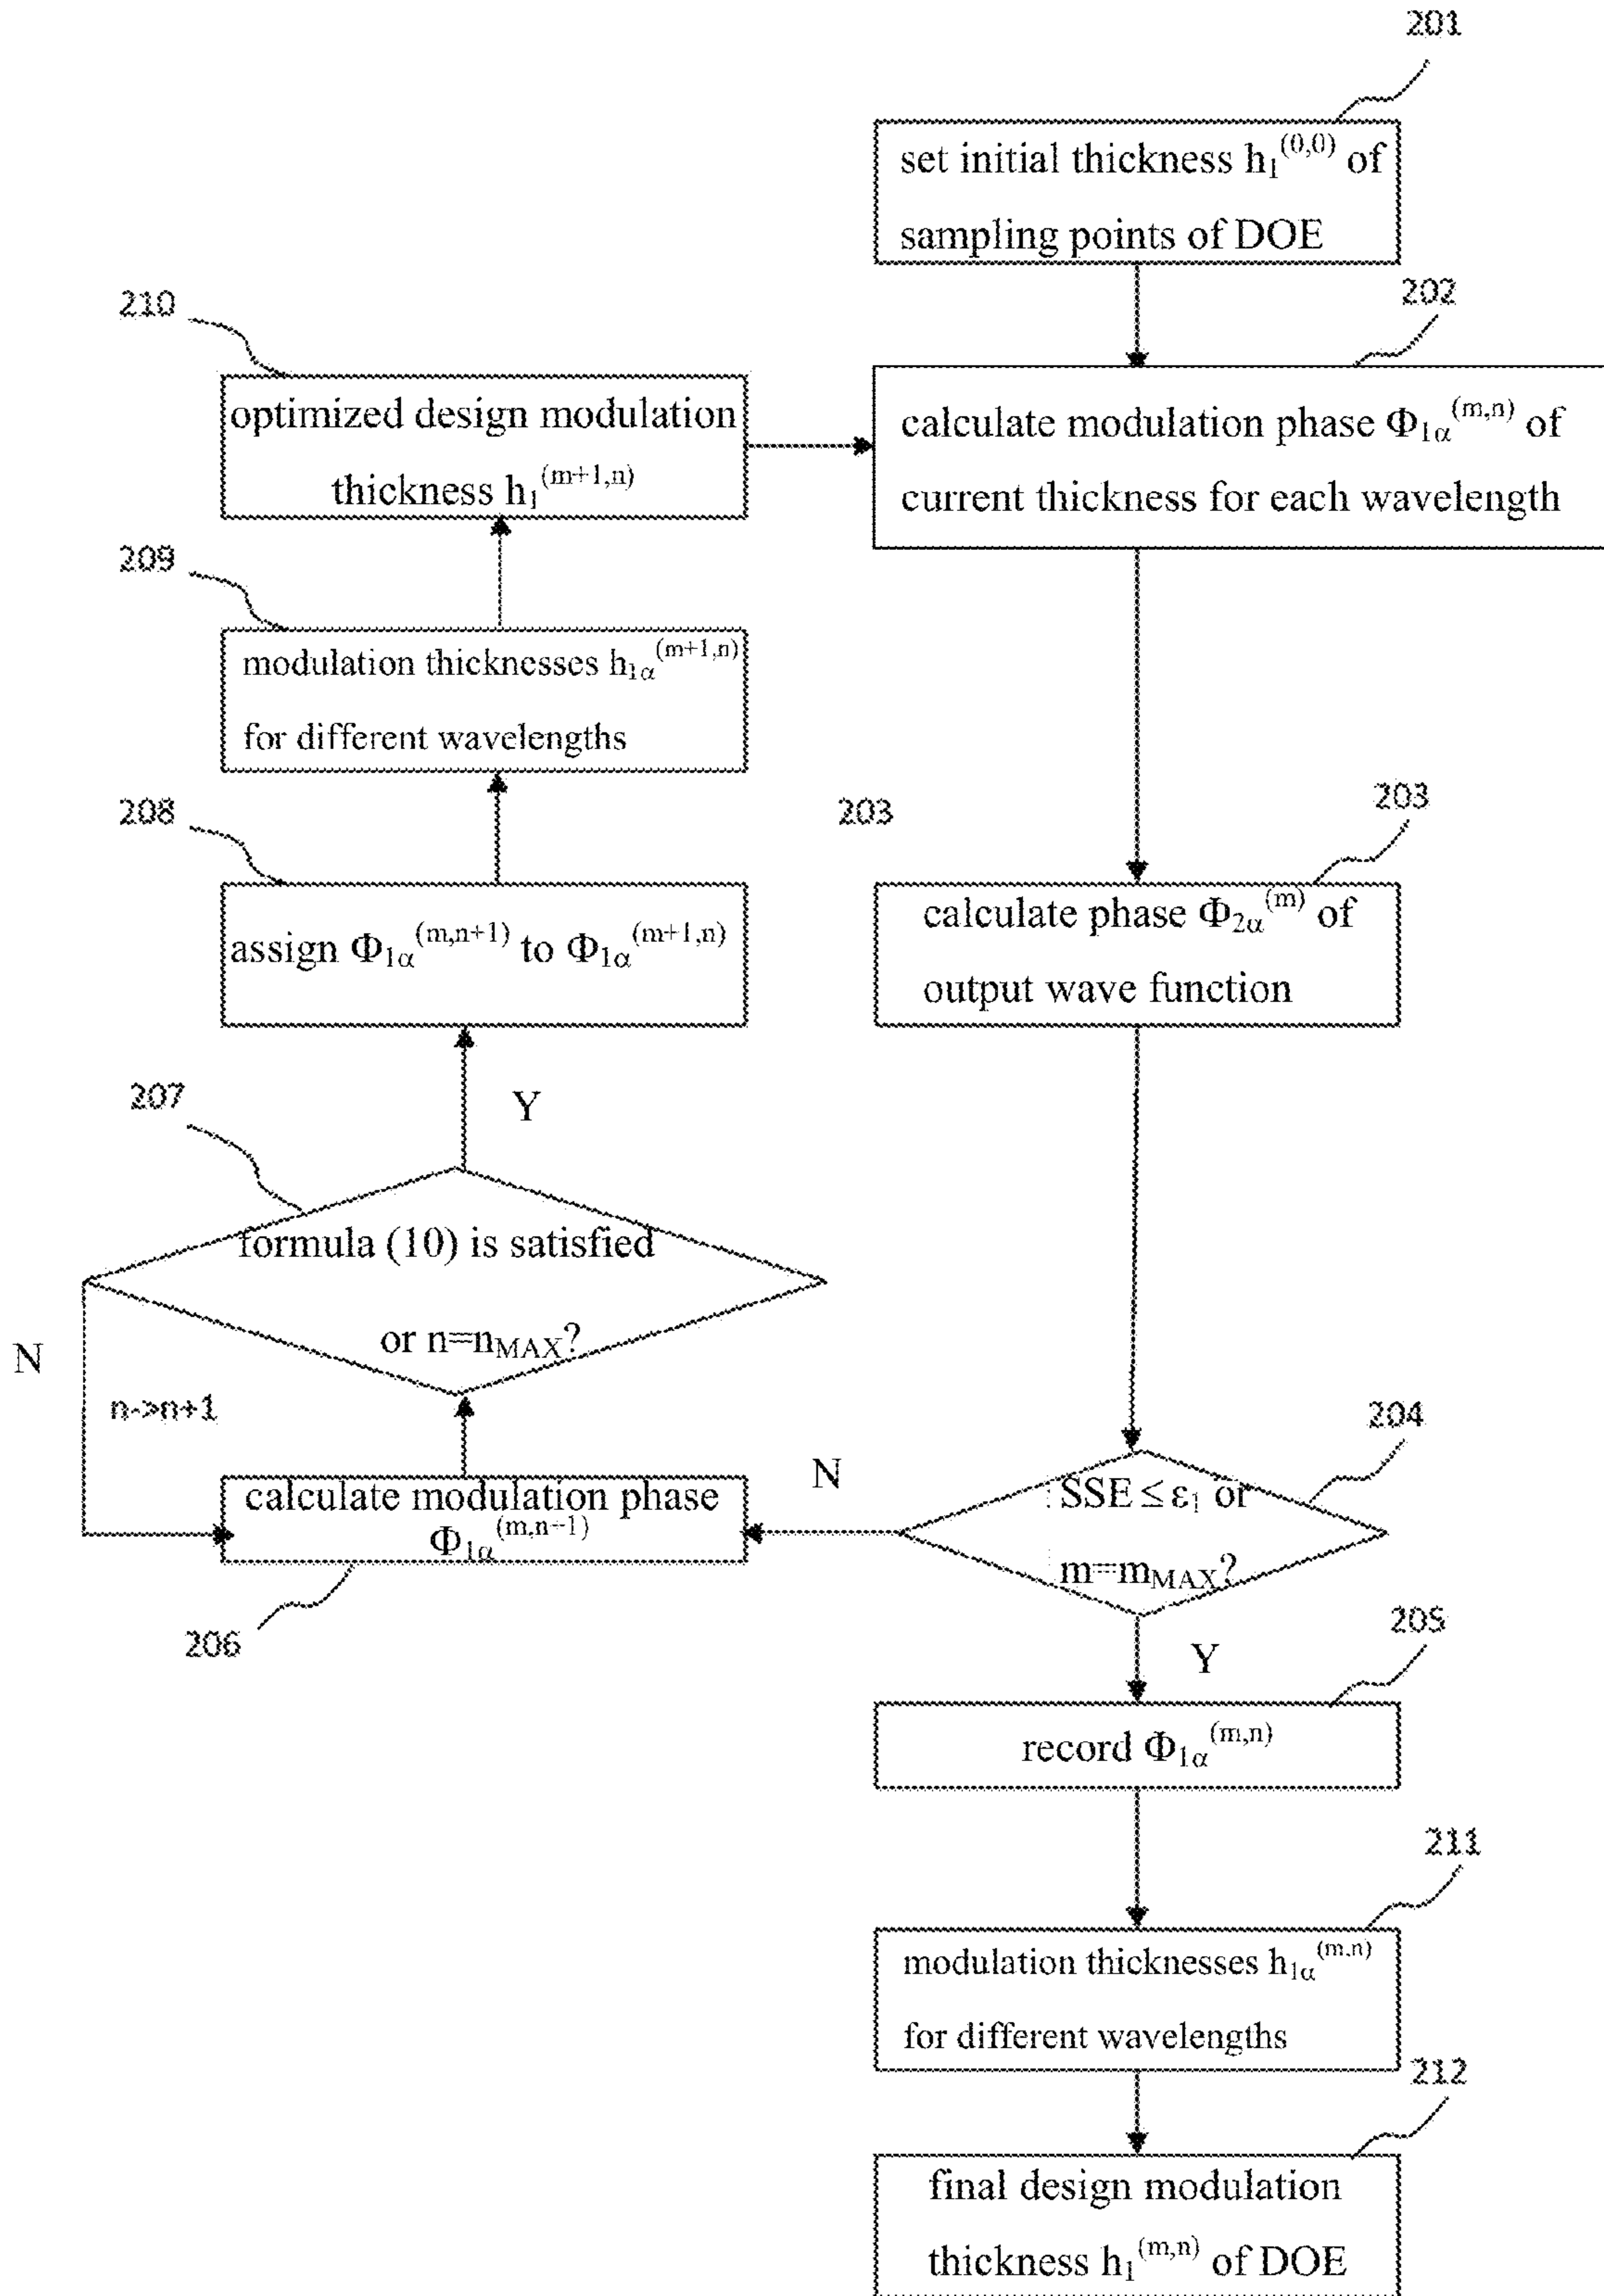 201
set initial thickness h₁⁽⁰,⁰⁾ of
sampling points of DOE
202
calculate modulation phase Φ₁α^(m,n) of
current thickness for each wavelength
210
optimized design modulation
thickness h₁^(m+1,n)
209
modulation thicknesses h₁α^(m+1,n)
for different wavelengths
208
assign Φ₁α^(m,n+1) to Φ₁α^(m+1,n)
203
203
calculate phase Φ₂α^(m) of
output wave function
207
Y
formula (10) is satisfied
or n=n_MAX?
N
n->n+1
204
SSE ≤ ε₁ or
m=m_MAX?
N
calculate modulation phase
Φ₁α^(m,n+1)
206
Y
205
record Φ₁α^(m,n)
211
modulation thicknesses h₁α^(m,n)
for different wavelengths
212
final design modulation
thickness h₁^(m,n) of DOE